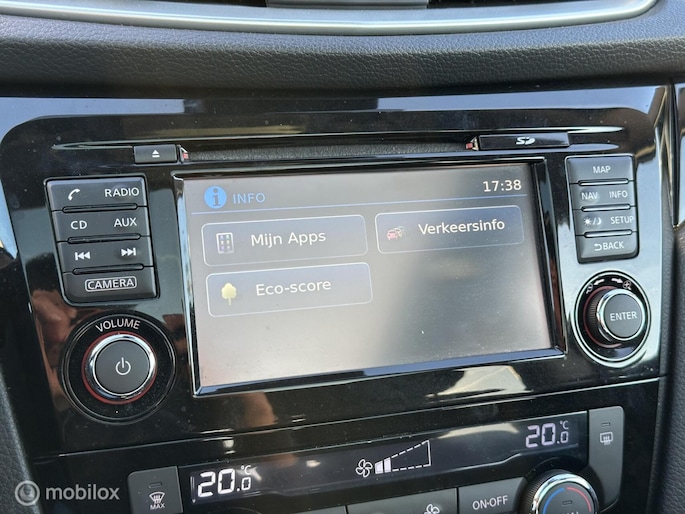 SD
MAP
RADIO
INFO
17:38
NAV INFO
CD AUX
Mijn Apps
Verkeersinfo
SETUP
Eco-score
BACK
CAMERA
VOLUME
ENTER
20.0 °C
20.0 °C
MAX
ON·OFF
© mobilox